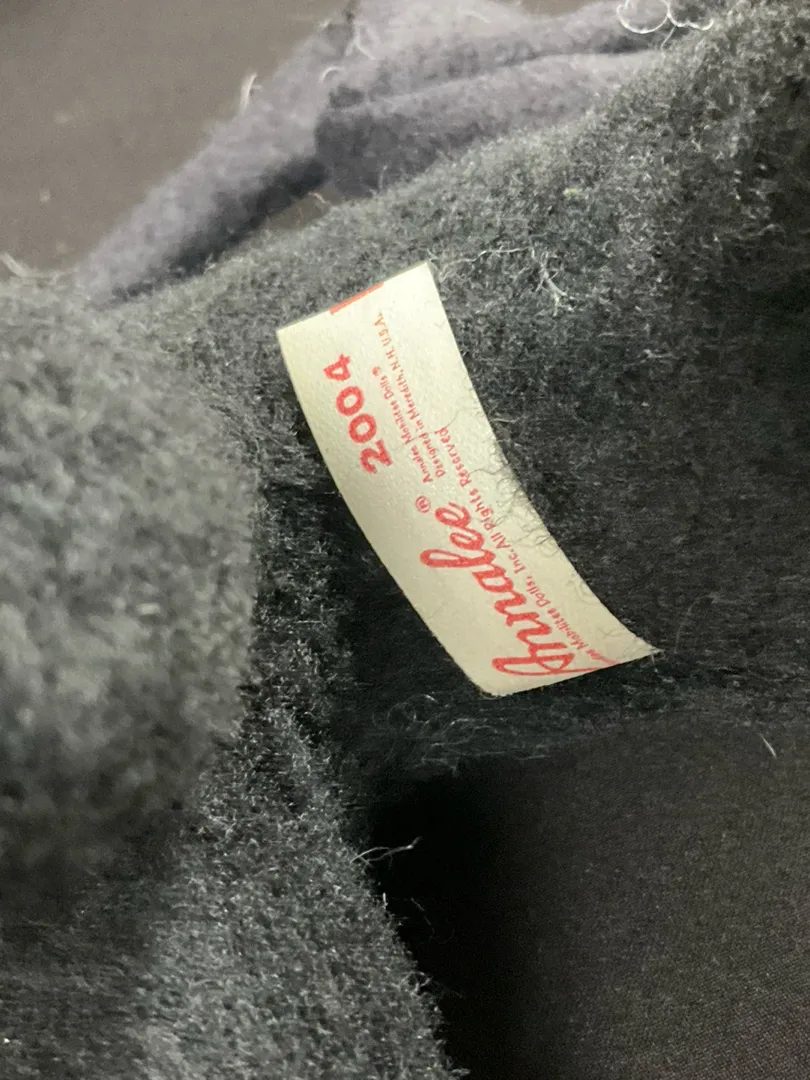 Annalee® 2004
Mobilitee Dolls, Inc. All Rights Reserved
Annalee Mobilitee Dolls®
Designed in Meredith, N.H. U.S.A.